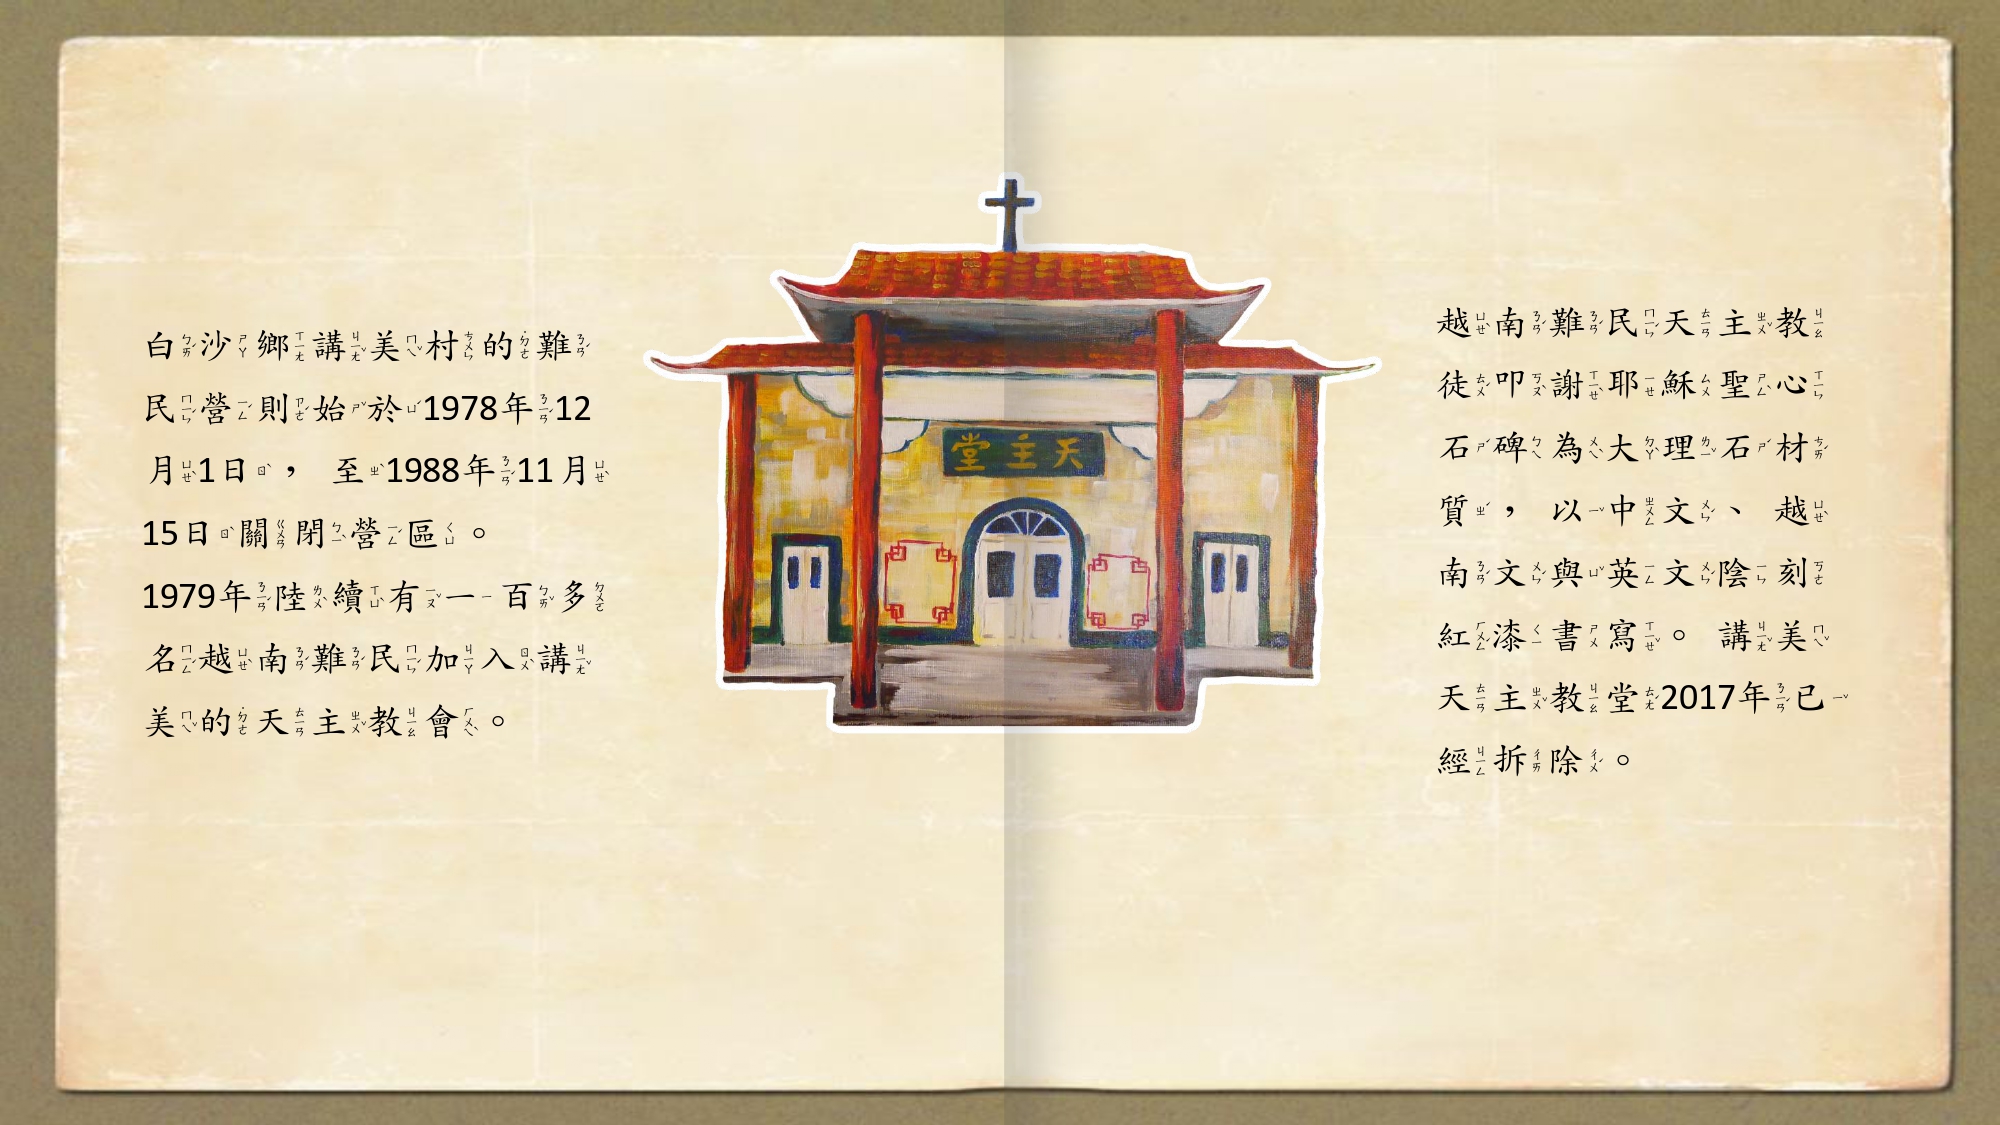 白沙鄉講美村的難
民營則始於1978年12
月1日，至1988年11月
15日關閉營區。
1979年陸續有一百多
名越南難民加入講
美的天主教會。
堂主天
越南難民天主教
徒叩謝耶穌聖心
石碑為大理石材
質，以中文、越
南文與英文陰刻
紅漆書寫。講美
天主教堂2017年已
經拆除。